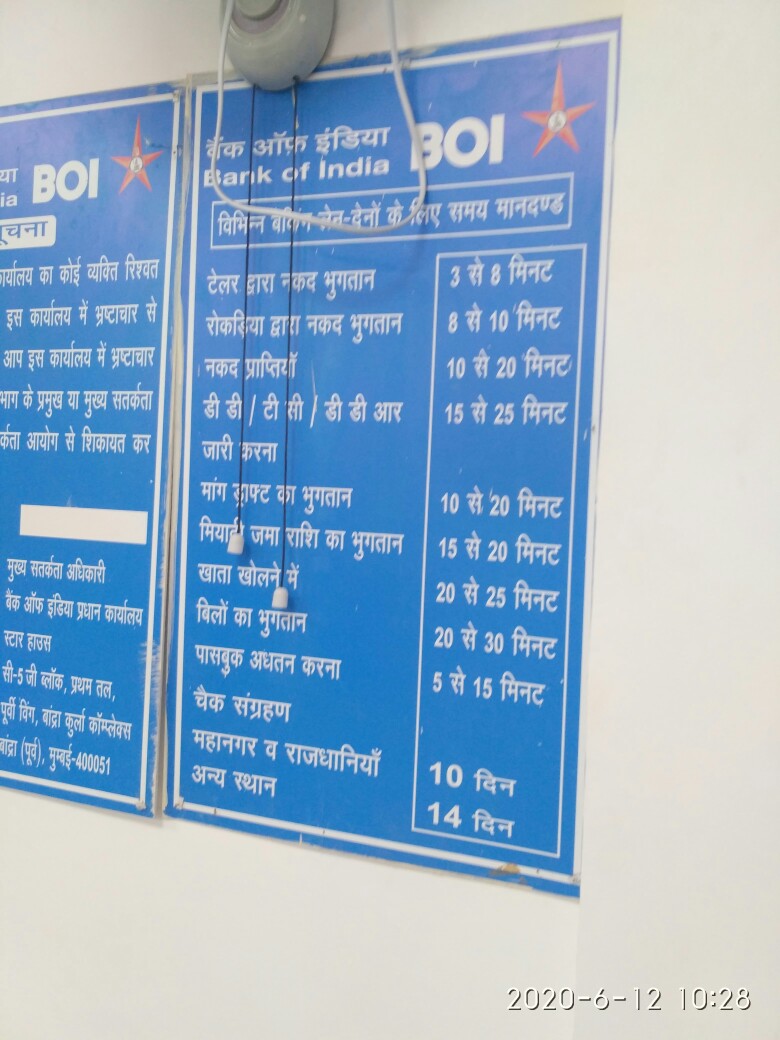 या
ia BOI
ूचना
कार्यालय का कोई व्यक्ति रिश्वत
इस कार्यालय में भ्रष्टाचार से
आप इस कार्यालय में भ्रष्टाचार
भाग के प्रमुख या मुख्य सतर्कता
र्कता आयोग से शिकायत कर
मुख्य सतर्कता अधिकारी
बैंक ऑफ इंडिया प्रधान कार्यालय
स्टार हाउस
सी-5 जी ब्लॉक, प्रथम तल,
पूर्वी विंग, बांद्रा कुर्ला कॉम्प्लेक्स
बांद्रा (पूर्व), मुम्बई-400051
बैंक ऑफ़ इंडिया BOI
Bank of India
विभिन्न बैंकिंग लेन-देनों के लिए समय मानदण्ड
टेलर द्वारा नकद भुगतान 3 से 8 मिनट
रोकड़िया द्वारा नकद भुगतान 8 से 10 मिनट
नकद प्राप्तियाँ 10 से 20 मिनट
डी डी / टी सी / डी डी आर 15 से 25 मिनट
जारी करना
मांग ड्राफ्ट का भुगतान 10 से 20 मिनट
मियादी जमा राशि का भुगतान 15 से 20 मिनट
खाता खोलने में 20 से 25 मिनट
बिलों का भुगतान 20 से 30 मिनट
पासबुक अधतन करना 5 से 15 मिनट
चैक संग्रहण
महानगर व राजधानियाँ 10 दिन
अन्य स्थान 14 दिन
2020-6-12 10:28